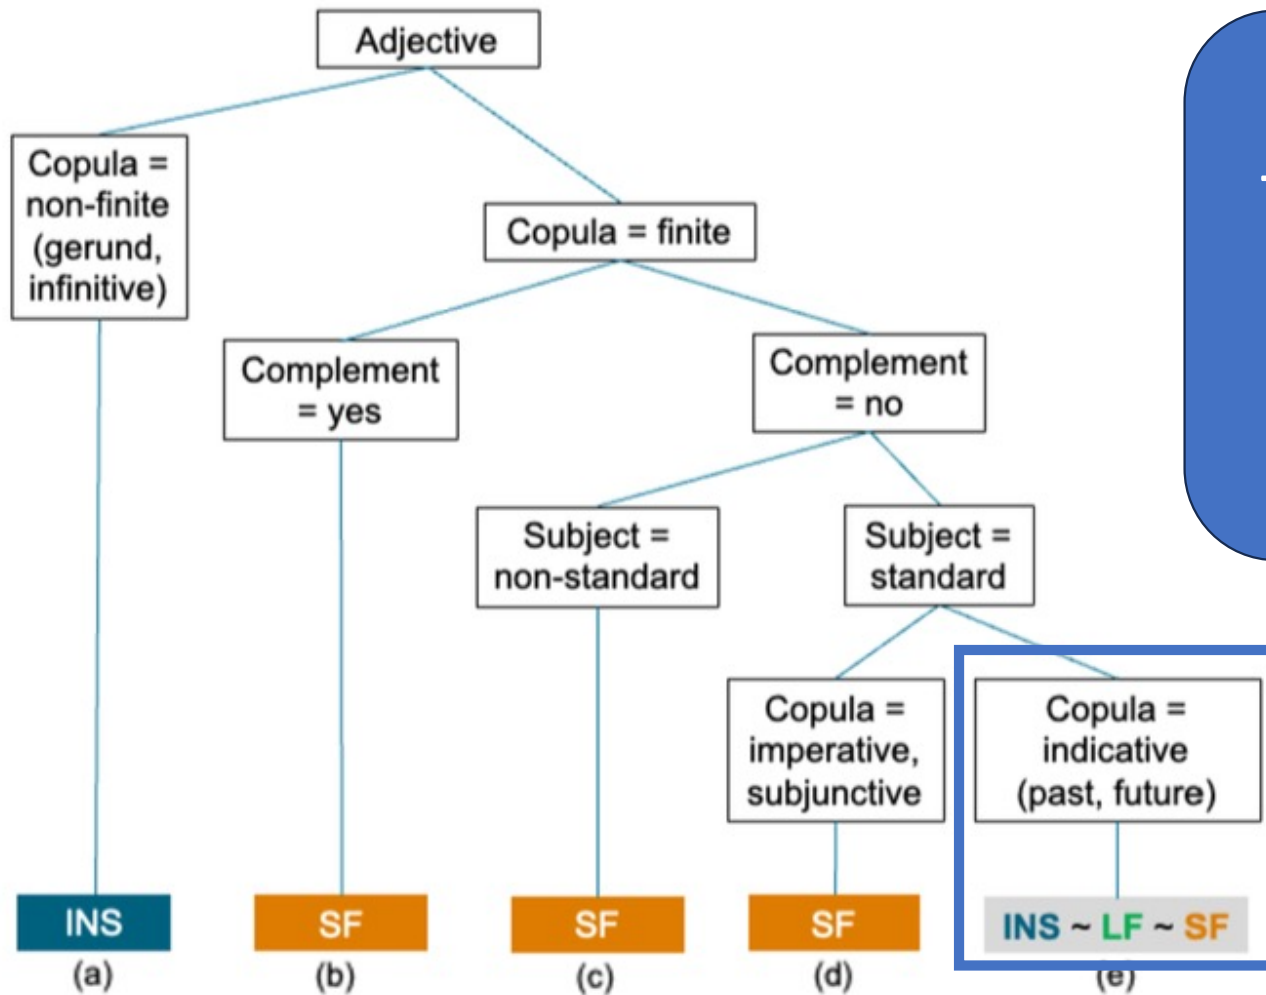 Adjective
Copula =
non-finite
(gerund,
infinitive)
Copula = finite
Complement
= yes
Complement
= no
Subject =
non-standard
Subject =
standard
Copula =
imperative,
subjunctive
Copula =
indicative
(past, future)
INS
SF
SF
SF
INS ~ LF ~ SF
(a)
(b)
(c)
(d)
(e)